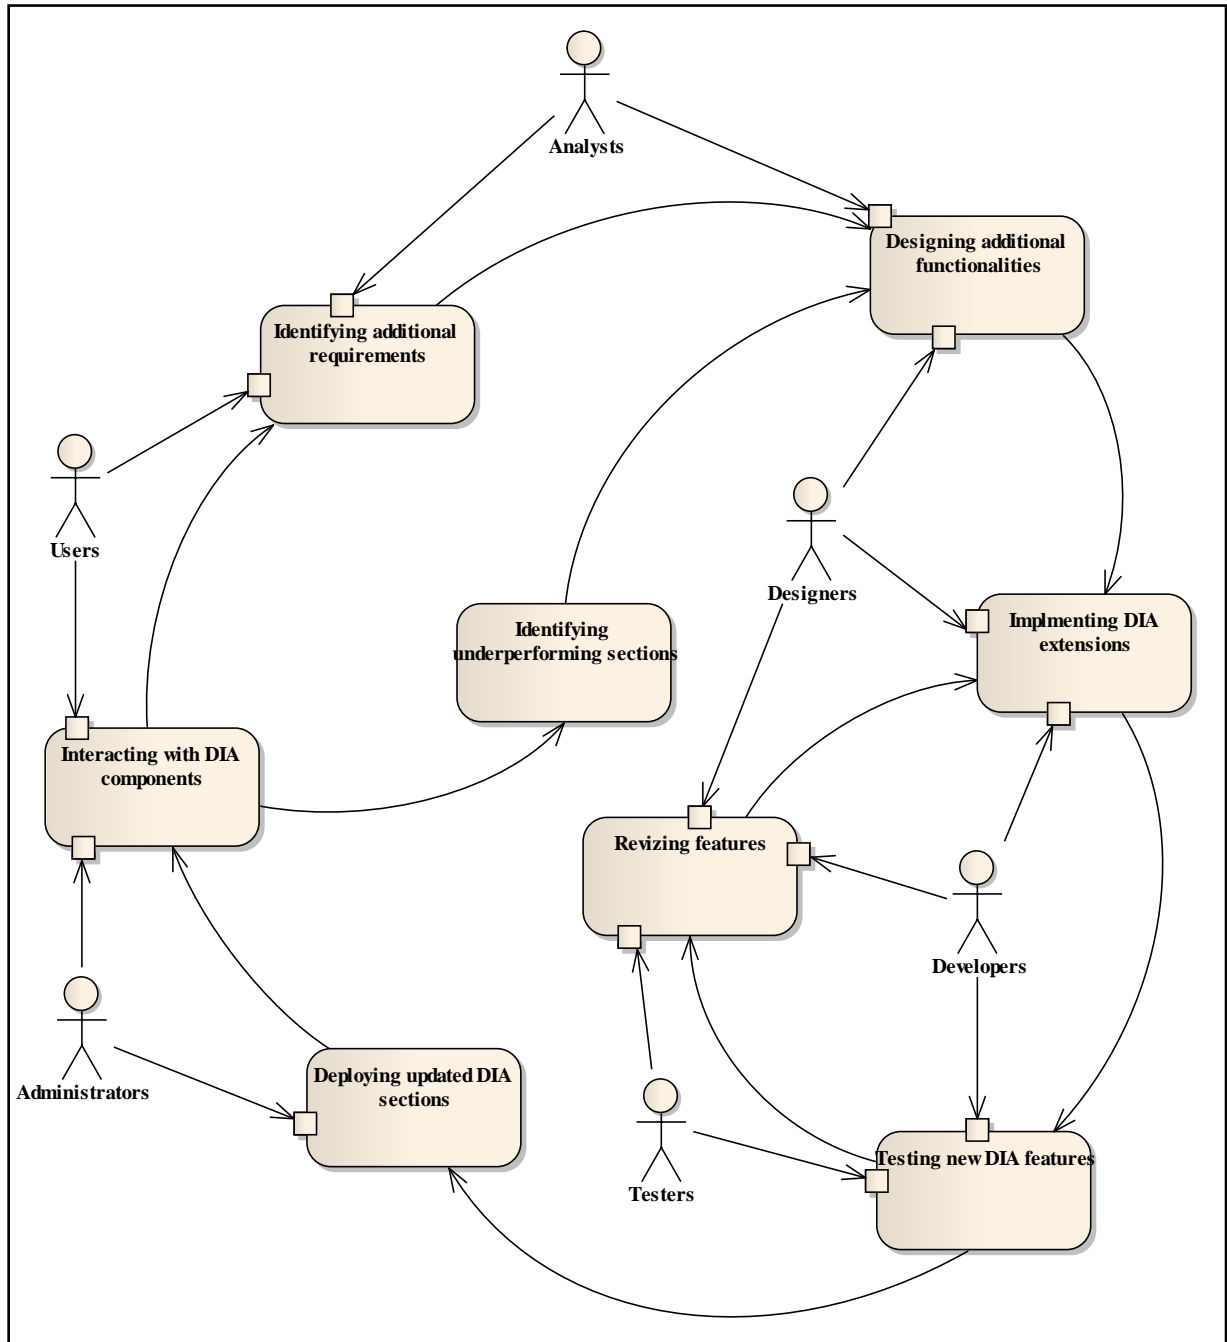 Analysts
Designing additional
functionalities
Identifying additional
requirements
Users
Designers
Implmenting DIA
extensions
Identifying
underperforming sections
Interacting with DIA
components
Revizing features
Developers
Administrators
Deploying updated DIA
sections
Testers
Testing new DIA features